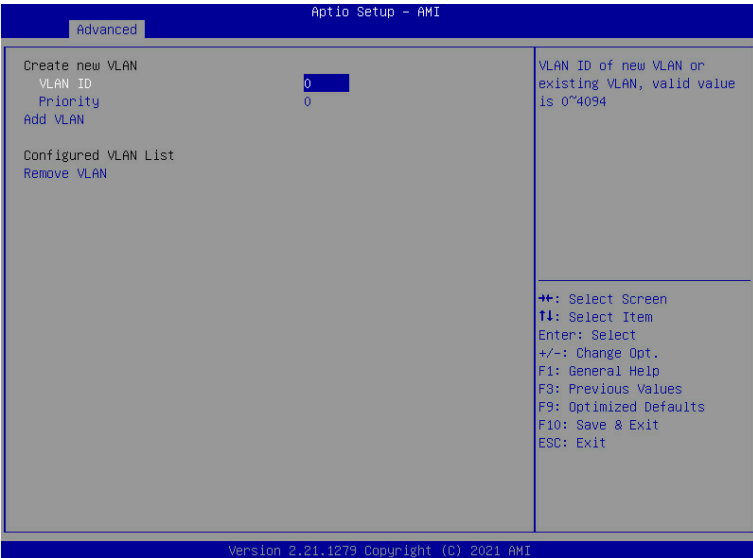 Aptio Setup – AMI
Advanced
Create new VLAN
VLAN ID 0
Priority 0
Add VLAN
Configured VLAN List
Remove VLAN
VLAN ID of new VLAN or
existing VLAN, valid value
is 0~4094
→←: Select Screen
↑↓: Select Item
Enter: Select
+/-: Change Opt.
F1: General Help
F3: Previous Values
F9: Optimized Defaults
F10: Save & Exit
ESC: Exit
Version 2.21.1279 Copyright (C) 2021 AMI